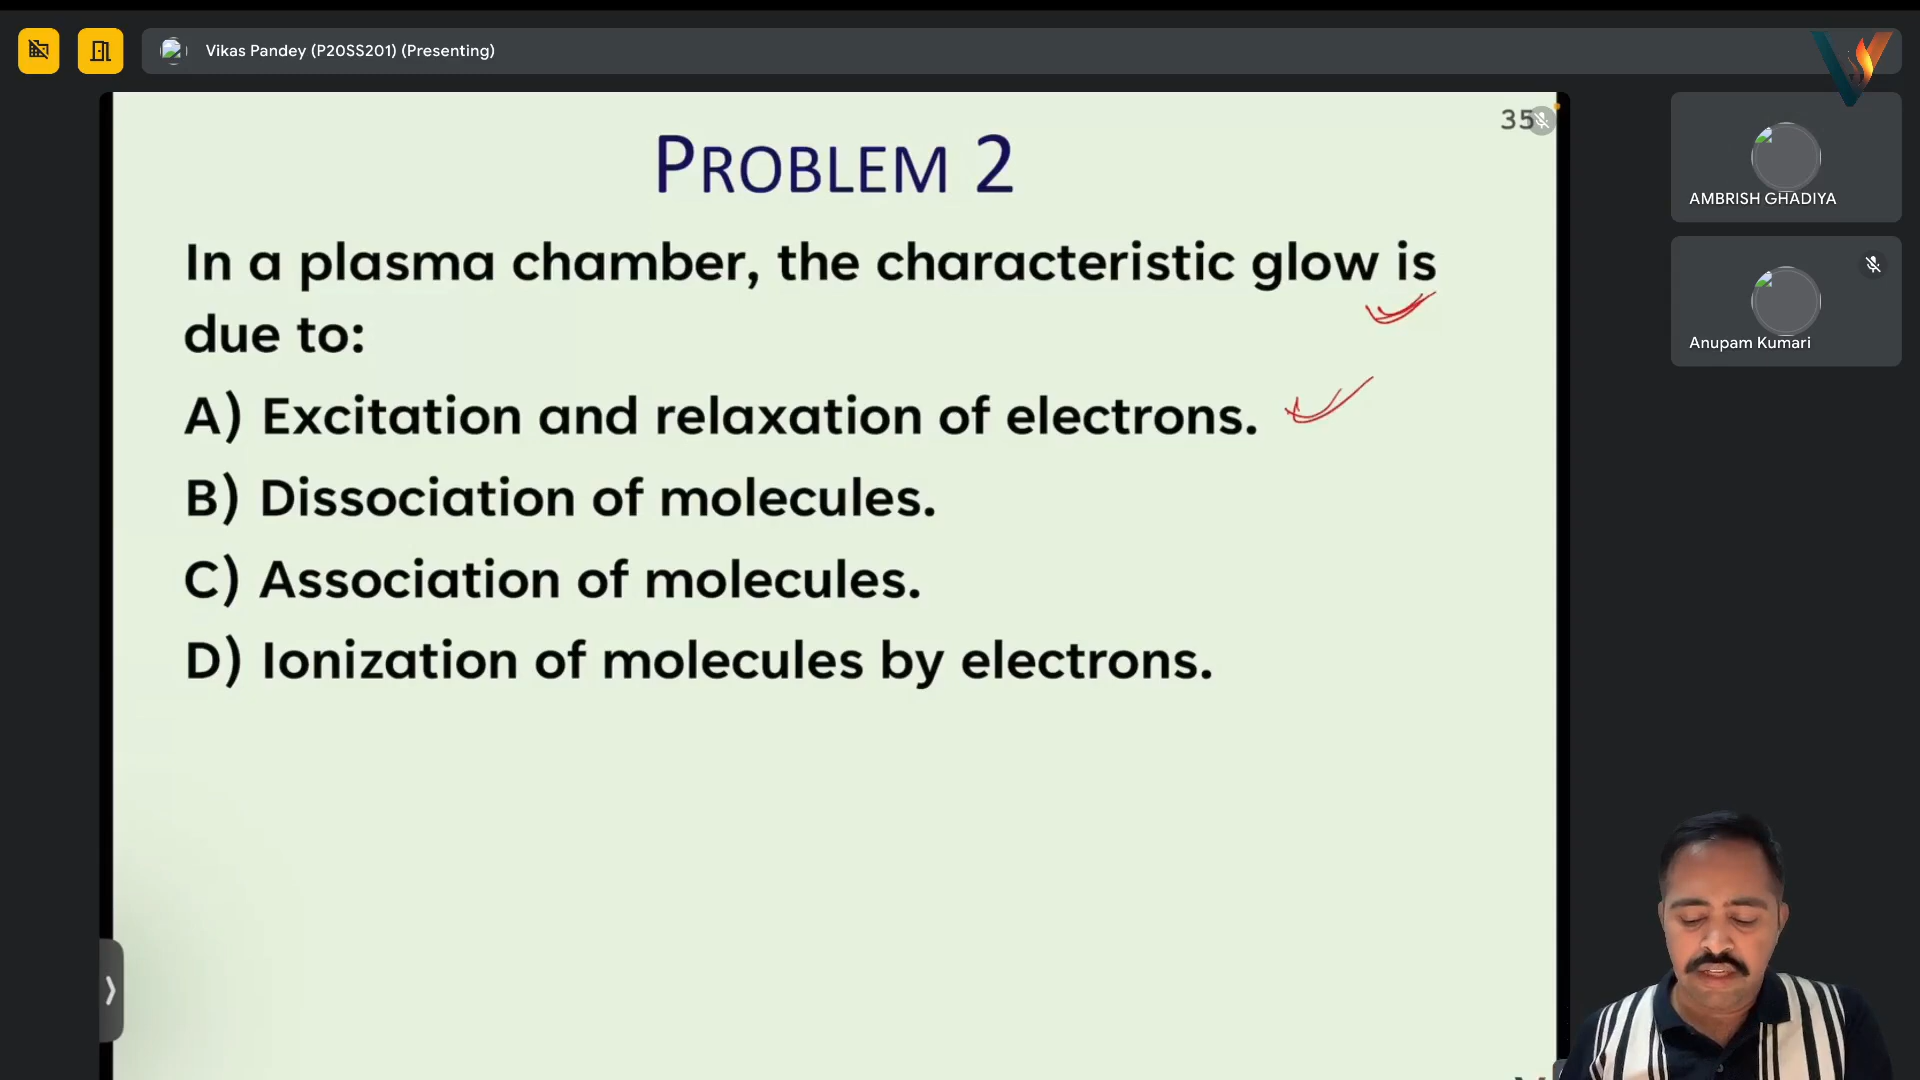 Vikas Pandey (P20SS201) (Presenting)
35
PROBLEM 2
In a plasma chamber, the characteristic glow is
due to:
A) Excitation and relaxation of electrons.
B) Dissociation of molecules.
C) Association of molecules.
D) Ionization of molecules by electrons.
AMBRISH GHADIYA
Anupam Kumari